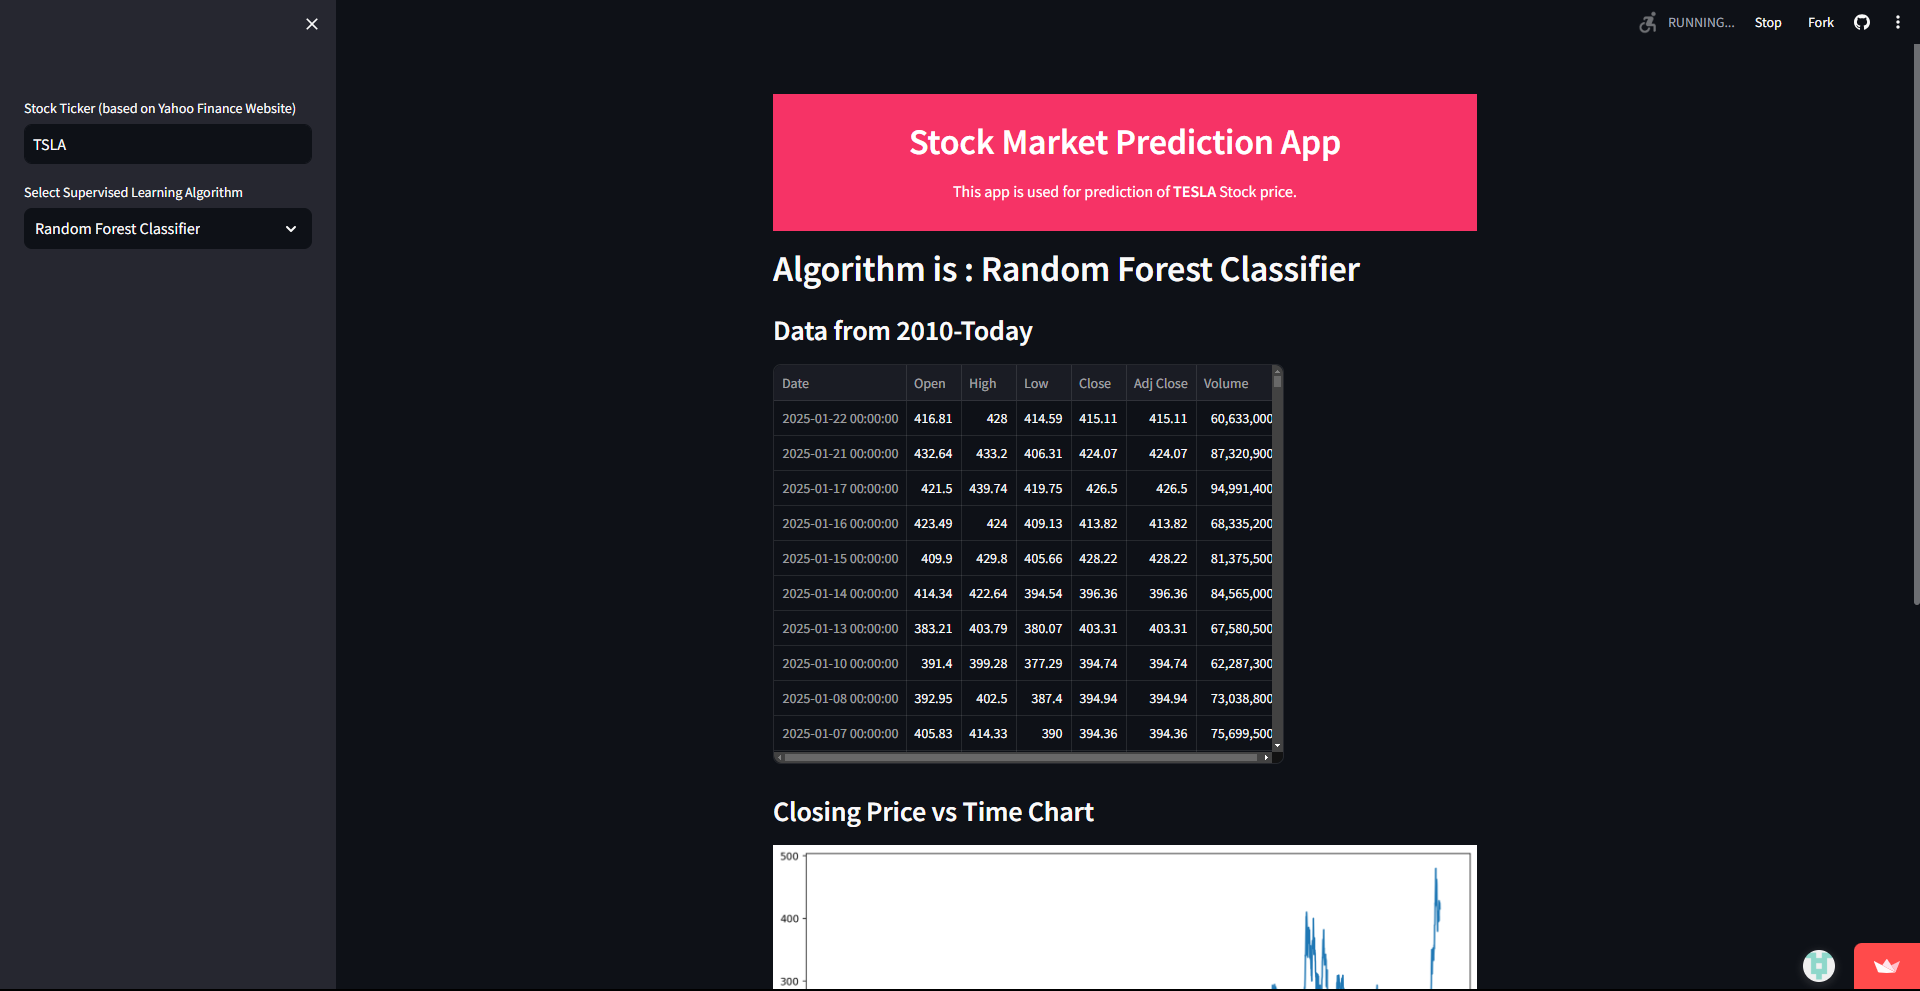 RUNNING...
Stop
Fork
Stock Ticker (based on Yahoo Finance Website)
TSLA
Select Supervised Learning Algorithm
Random Forest Classifier
Stock Market Prediction App
This app is used for prediction of TESLA Stock price.
Algorithm is : Random Forest Classifier
Data from 2010-Today
Date Open High Low Close Adj Close Volume
2025-01-22 00:00:00 416.81 428 414.59 415.11 415.11 60,633,000
2025-01-21 00:00:00 432.64 433.2 406.31 424.07 424.07 87,320,900
2025-01-17 00:00:00 421.5 439.74 419.75 426.5 426.5 94,991,400
2025-01-16 00:00:00 423.49 424 409.13 413.82 413.82 68,335,200
2025-01-15 00:00:00 409.9 429.8 405.66 428.22 428.22 81,375,500
2025-01-14 00:00:00 414.34 422.64 394.54 396.36 396.36 84,565,000
2025-01-13 00:00:00 383.21 403.79 380.07 403.31 403.31 67,580,500
2025-01-10 00:00:00 391.4 399.28 377.29 394.74 394.74 62,287,300
2025-01-08 00:00:00 392.95 402.5 387.4 394.94 394.94 73,038,800
2025-01-07 00:00:00 405.83 414.33 390 394.36 394.36 75,699,500
Closing Price vs Time Chart
500
400
300